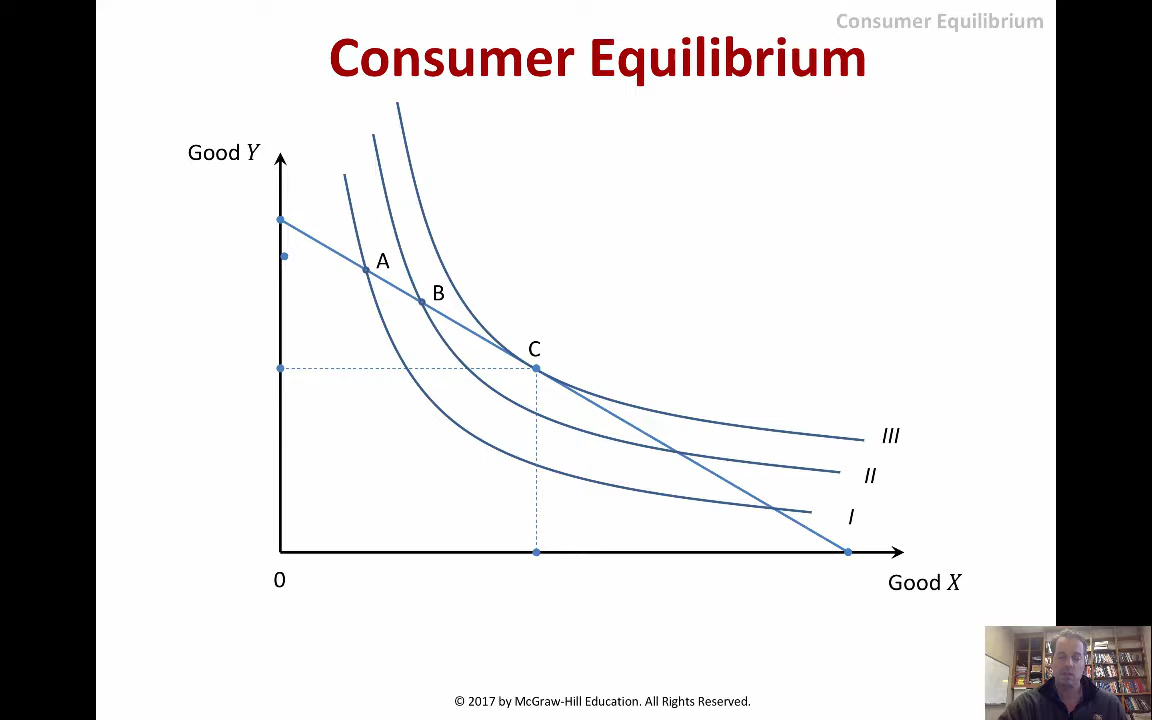 Consumer Equilibrium
Consumer Equilibrium
Good Y
A
B
C
III
II
I
0
Good X
© 2017 by McGraw-Hill Education. All Rights Reserved.